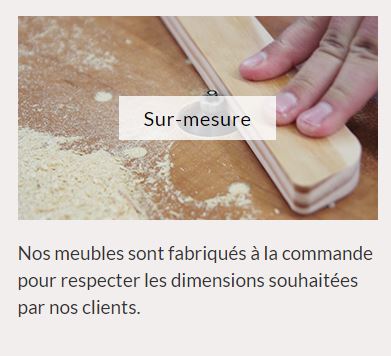 Sur-mesure
Nos meubles sont fabriqués à la commande
pour respecter les dimensions souhaitées
par nos clients.